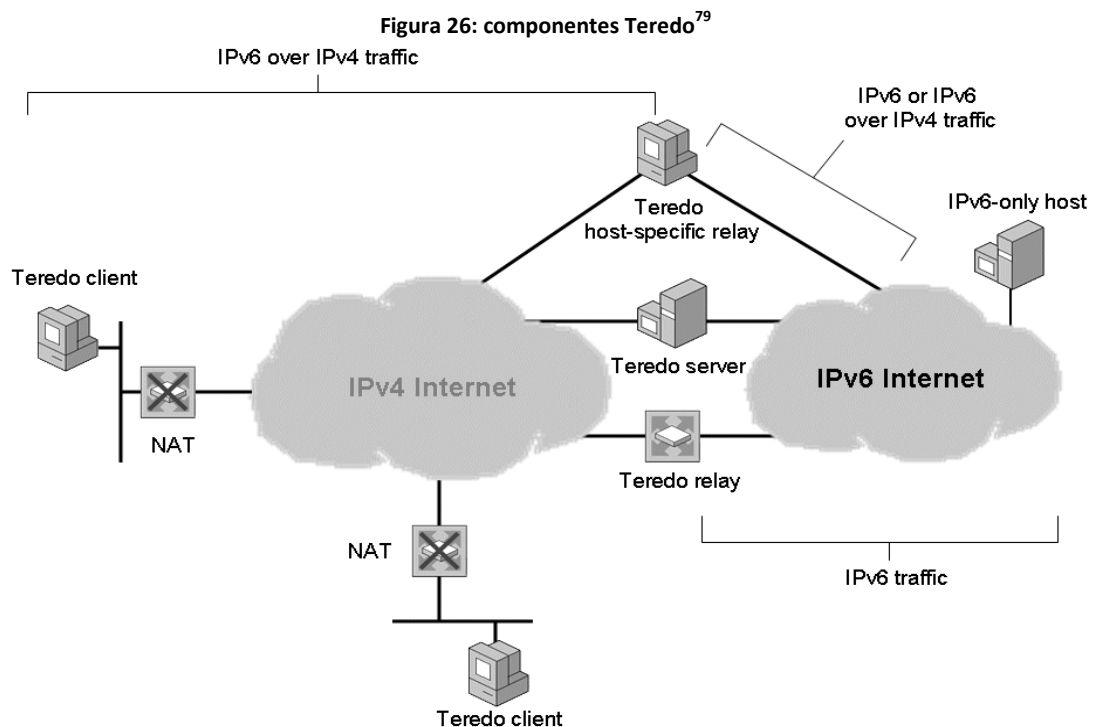 Figura 26: componentes Teredo79
IPv6 over IPv4 traffic
IPv6 or IPv6
over IPv4 traffic
Teredo
host-specific relay
IPv6-only host
Teredo client
Teredo server
IPv4 Internet
IPv6 Internet
NAT
Teredo relay
NAT
IPv6 traffic
Teredo client